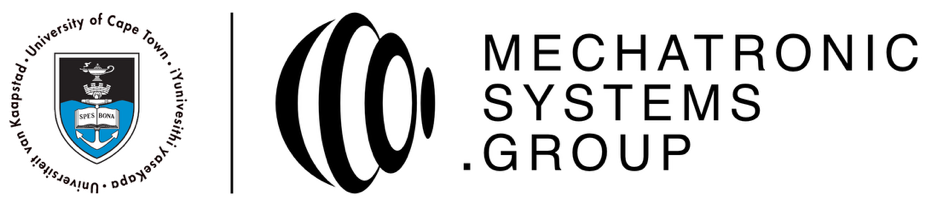 University of Cape Town · iYunivesithi yaseKapa · Universiteit van Kaapstad ·
SPES BONA
MECHATRONIC
SYSTEMS
.GROUP